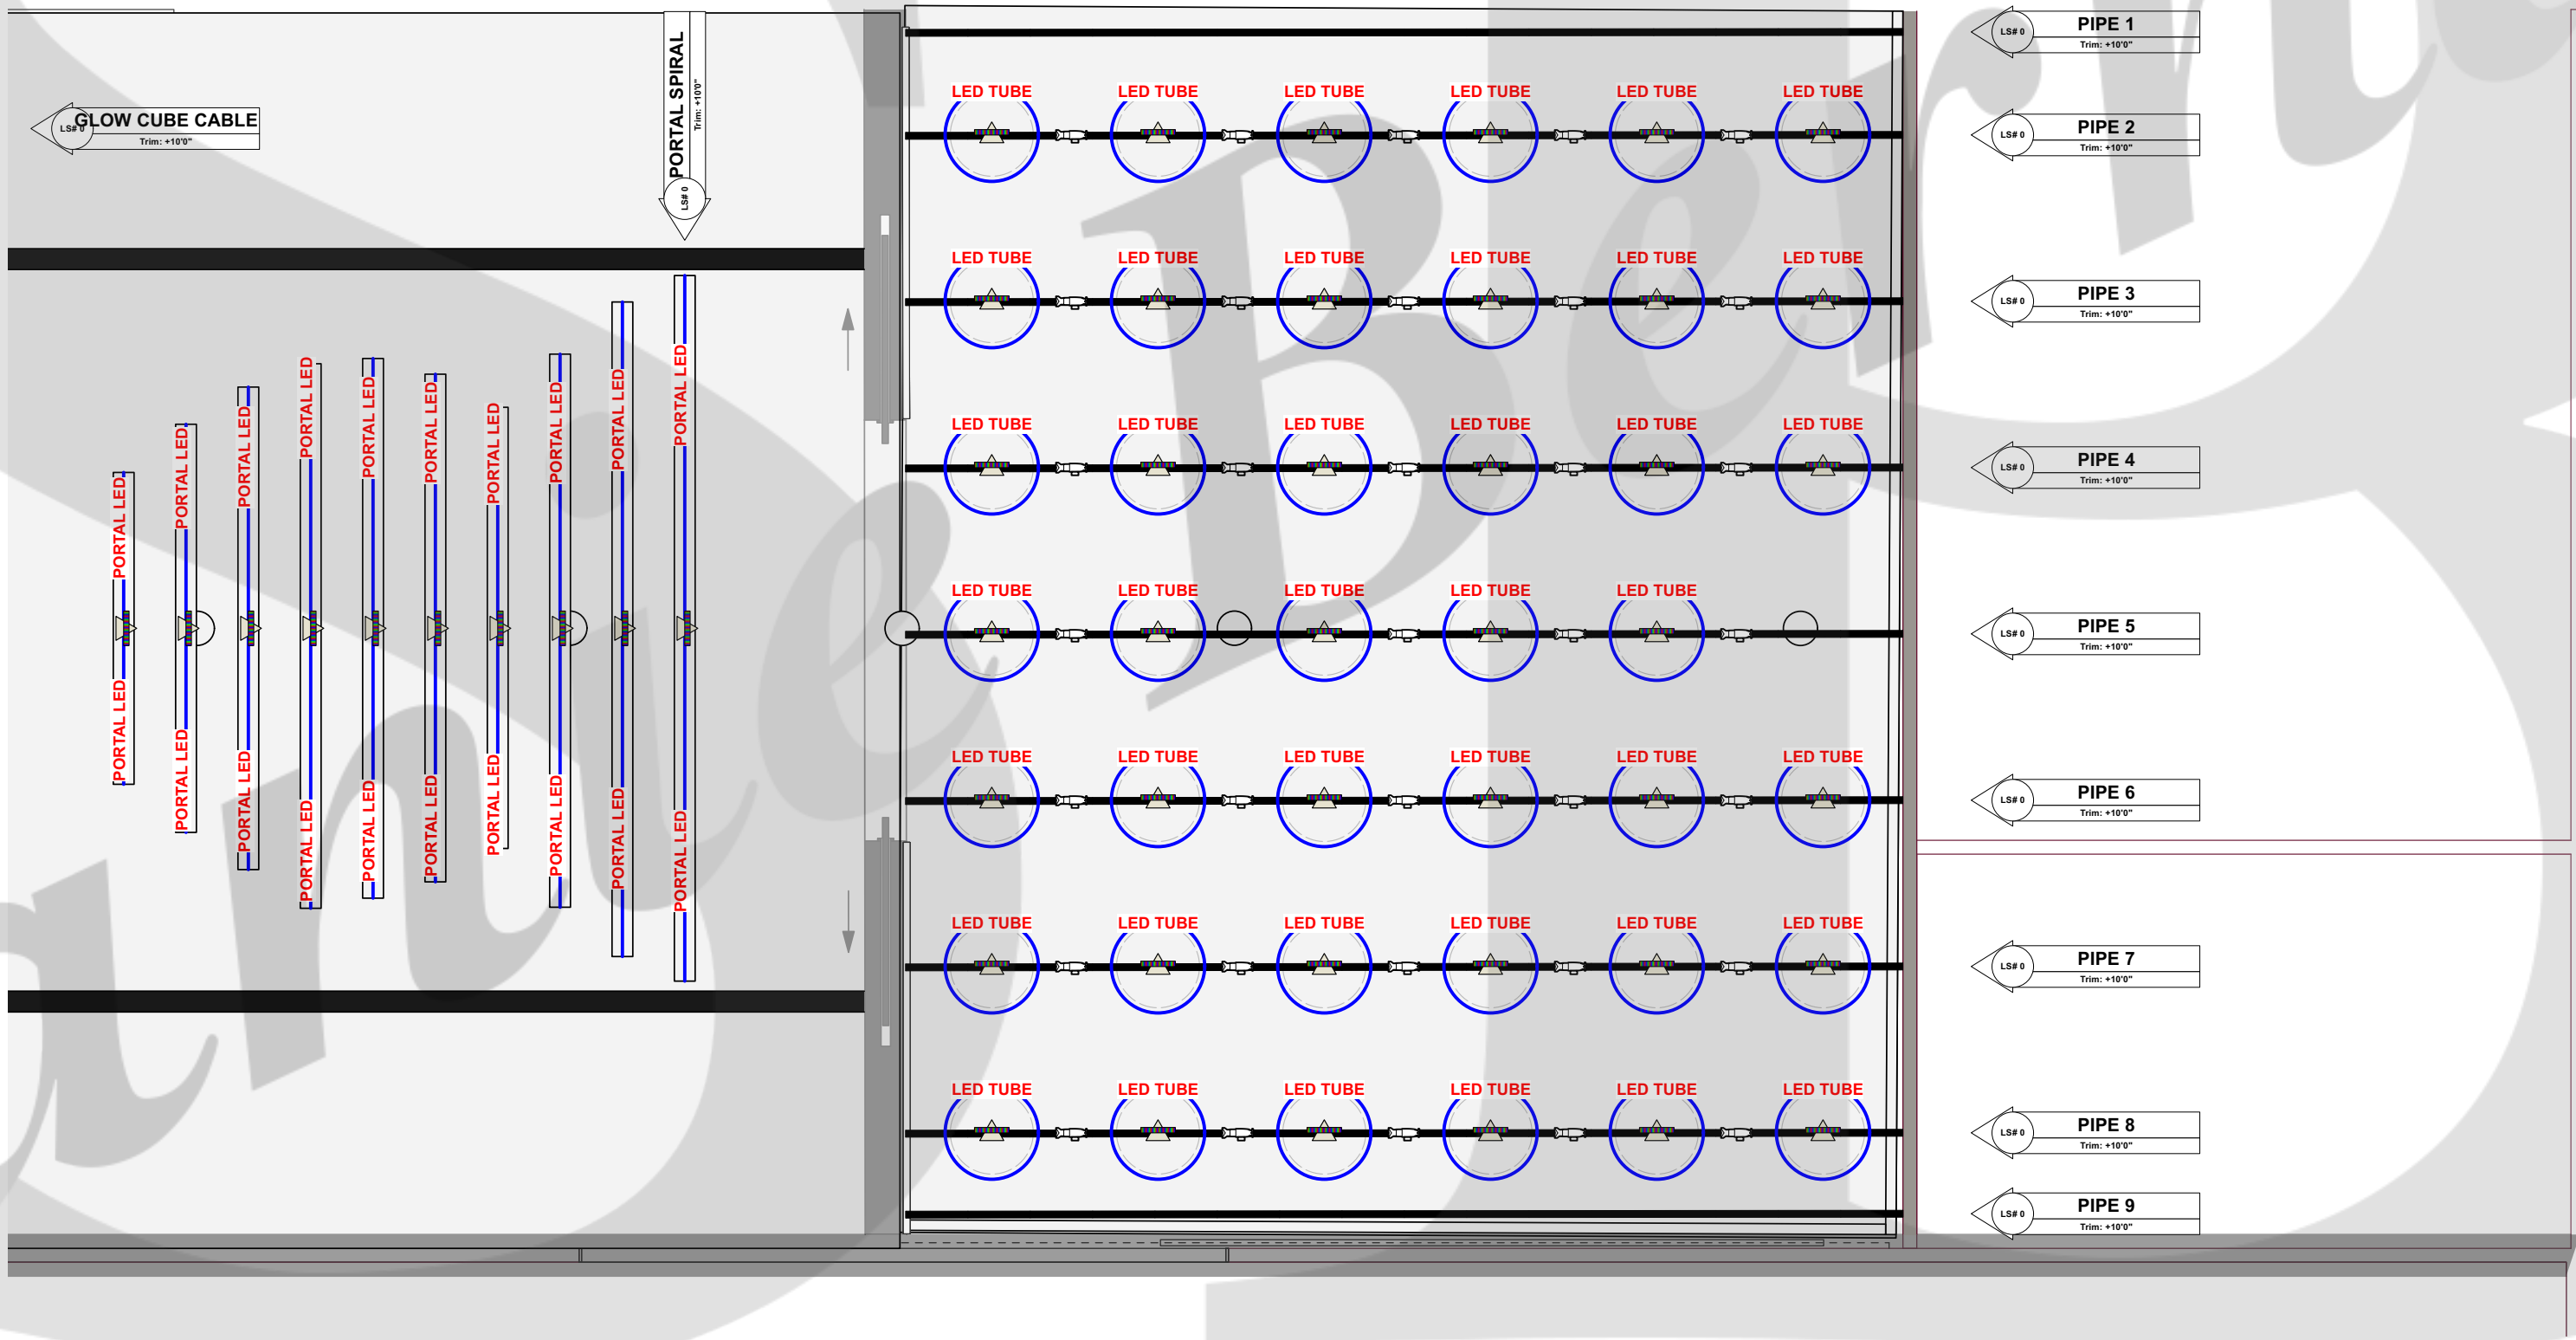 GLOW CUBE CABLE
LS# 0
Trim: +10'0"
PORTAL SPIRAL
Trim: +10'0"
LS# 0
PORTAL LED PORTAL LED PORTAL LED PORTAL LED PORTAL LED PORTAL LED PORTAL LED PORTAL LED PORTAL LED PORTAL LED
PORTAL LED PORTAL LED PORTAL LED PORTAL LED PORTAL LED PORTAL LED PORTAL LED PORTAL LED PORTAL LED PORTAL LED
LED TUBE LED TUBE LED TUBE LED TUBE LED TUBE LED TUBE
LED TUBE LED TUBE LED TUBE LED TUBE LED TUBE LED TUBE
LED TUBE LED TUBE LED TUBE LED TUBE LED TUBE LED TUBE
LED TUBE LED TUBE LED TUBE LED TUBE LED TUBE
LED TUBE LED TUBE LED TUBE LED TUBE LED TUBE LED TUBE
LED TUBE LED TUBE LED TUBE LED TUBE LED TUBE LED TUBE
LED TUBE LED TUBE LED TUBE LED TUBE LED TUBE LED TUBE
PIPE 1
LS# 0
Trim: +10'0"
PIPE 2
LS# 0
Trim: +10'0"
PIPE 3
LS# 0
Trim: +10'0"
PIPE 4
LS# 0
Trim: +10'0"
PIPE 5
LS# 0
Trim: +10'0"
PIPE 6
LS# 0
Trim: +10'0"
PIPE 7
LS# 0
Trim: +10'0"
PIPE 8
LS# 0
Trim: +10'0"
PIPE 9
LS# 0
Trim: +10'0"